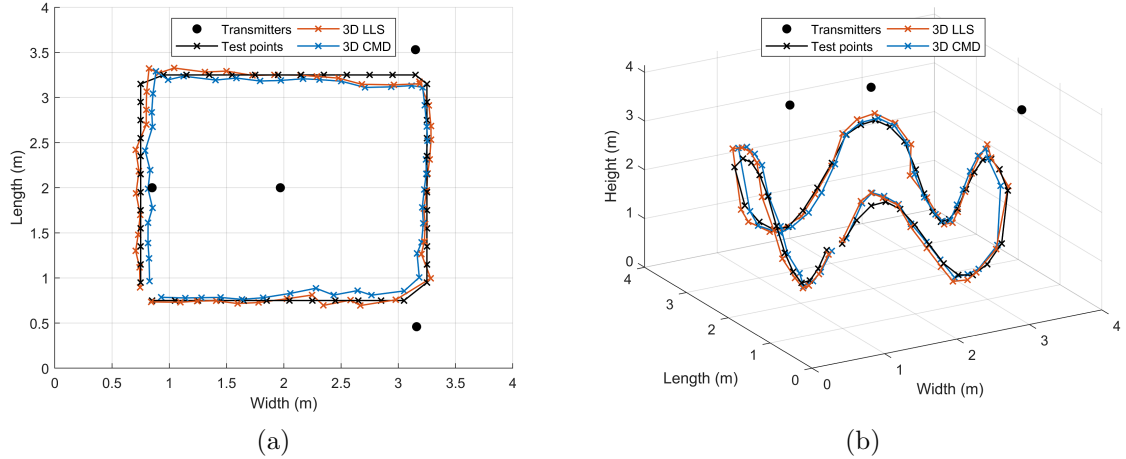 Transmitters
3D LLS
Test points
3D CMD
4
3.5
3
2.5
2
1.5
1
0.5
0
Length (m)
0
0.5
1
1.5
2
2.5
3
3.5
4
Width (m)
(a)
Transmitters
3D LLS
Test points
3D CMD
4
3
2
1
0
Height (m)
4
3
2
1
0
Length (m)
0
1
2
3
4
Width (m)
(b)